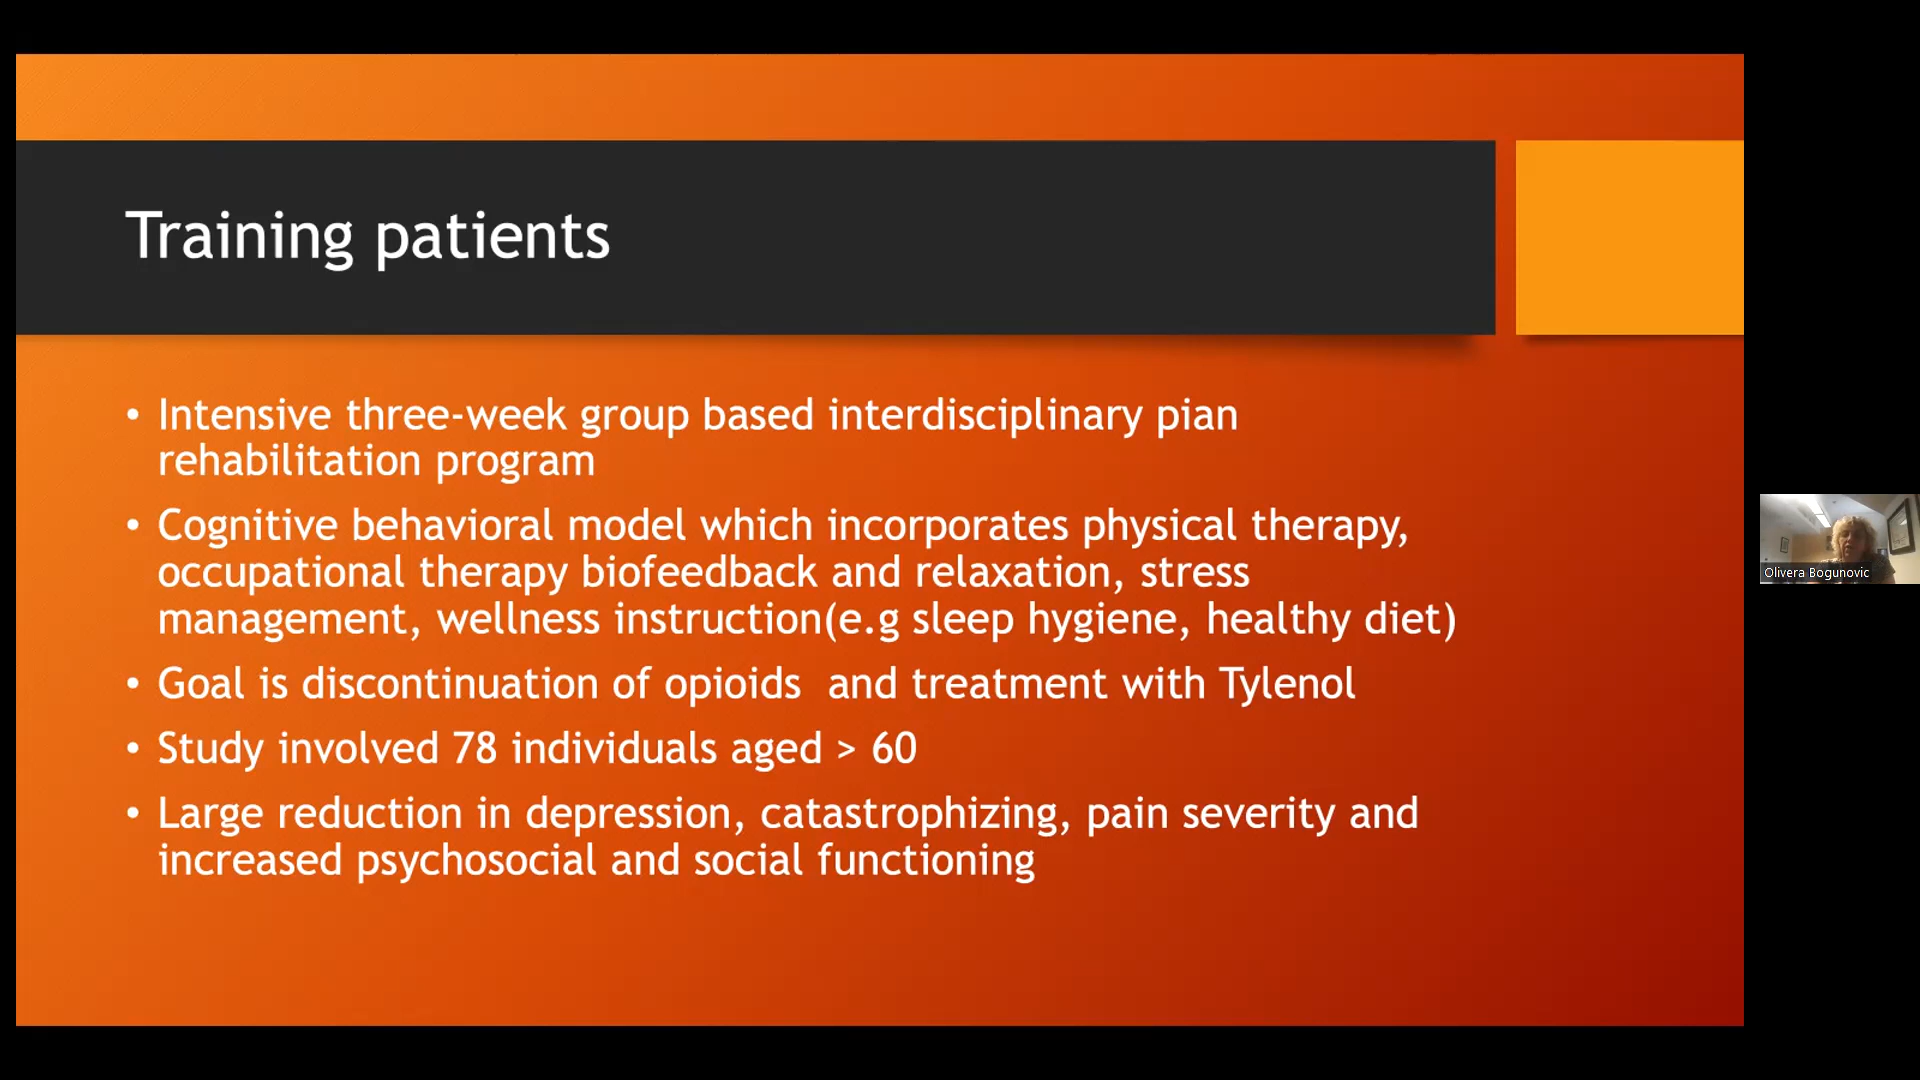 Training patients
• Intensive three-week group based interdisciplinary pian
rehabilitation program
• Cognitive behavioral model which incorporates physical therapy,
occupational therapy biofeedback and relaxation, stress
management, wellness instruction(e.g sleep hygiene, healthy diet)
• Goal is discontinuation of opioids  and treatment with Tylenol
• Study involved 78 individuals aged > 60
• Large reduction in depression, catastrophizing, pain severity and
increased psychosocial and social functioning
Olivera Bogunovic